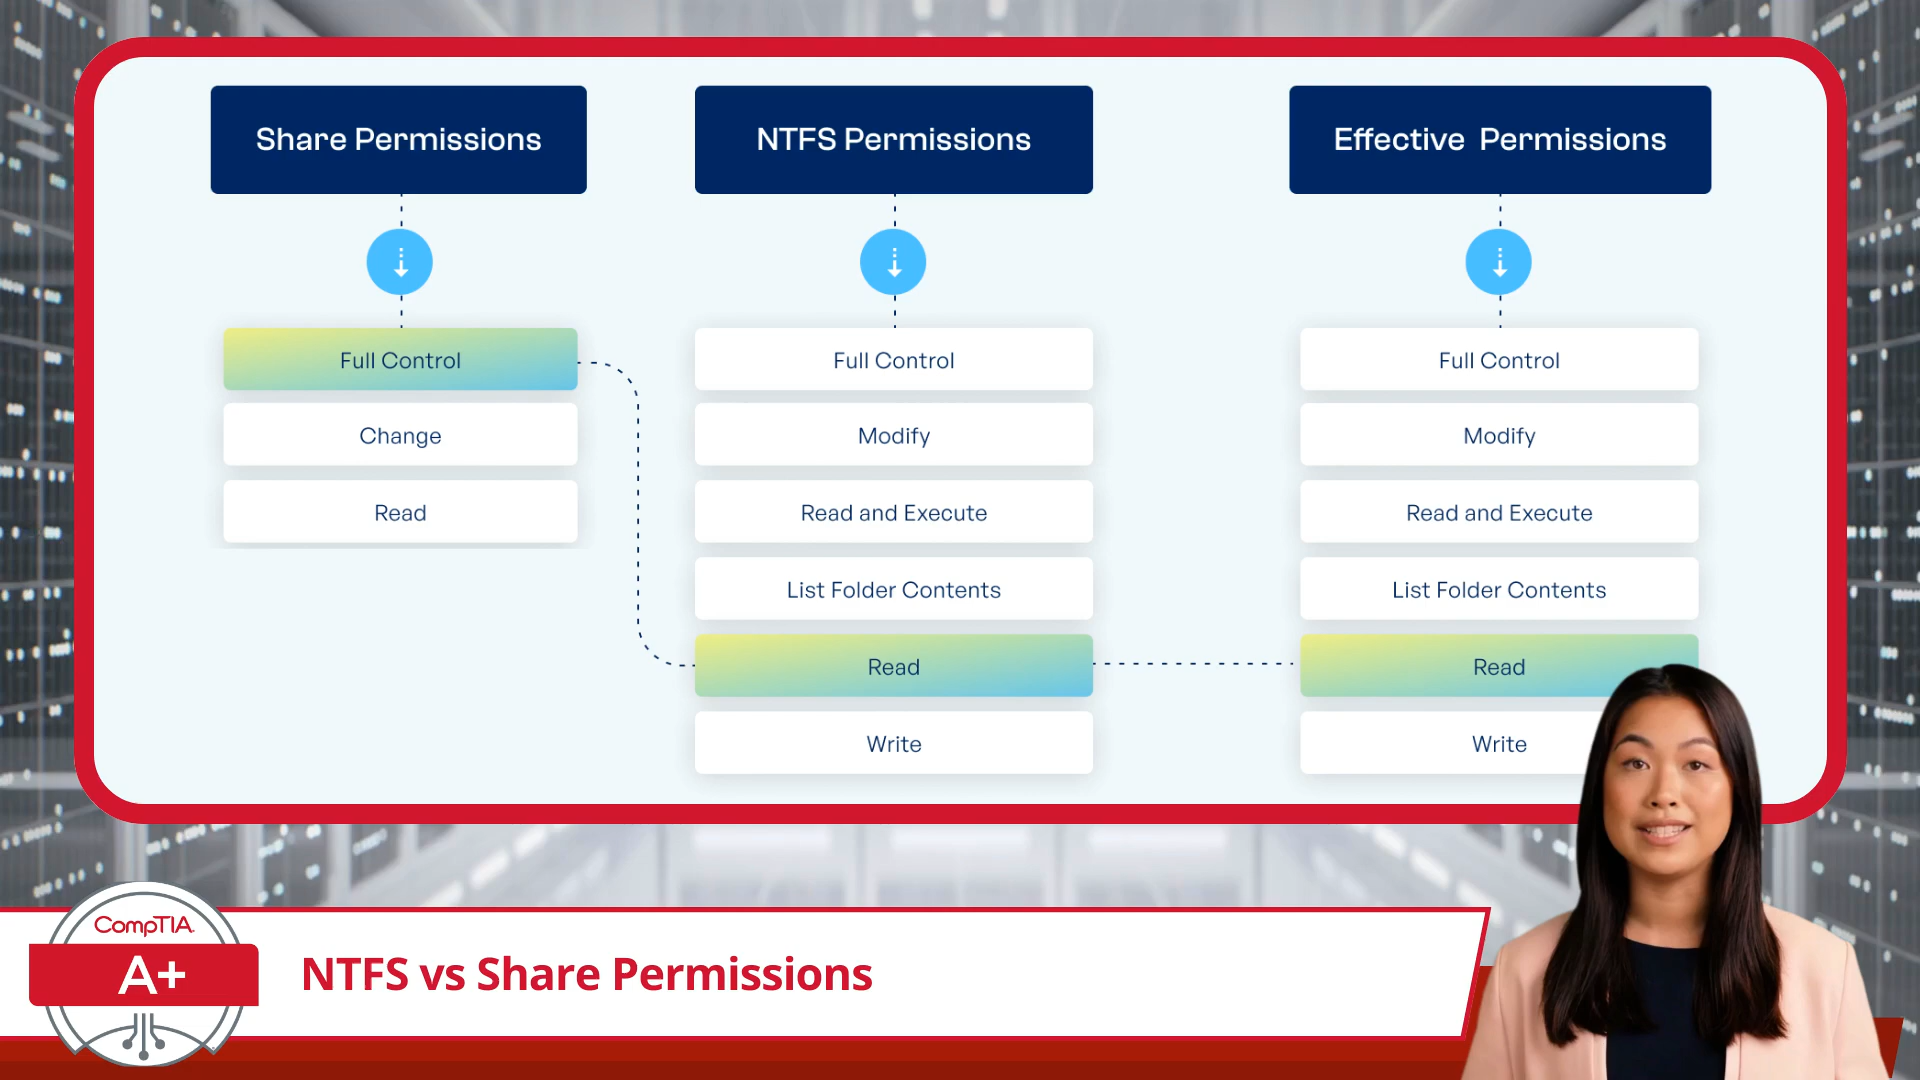 Share Permissions
NTFS Permissions
Effective Permissions
Full Control
Change
Read
Full Control
Modify
Read and Execute
List Folder Contents
Read
Write
Full Control
Modify
Read and Execute
List Folder Contents
Read
Write
CompTIA.
A+
NTFS vs Share Permissions